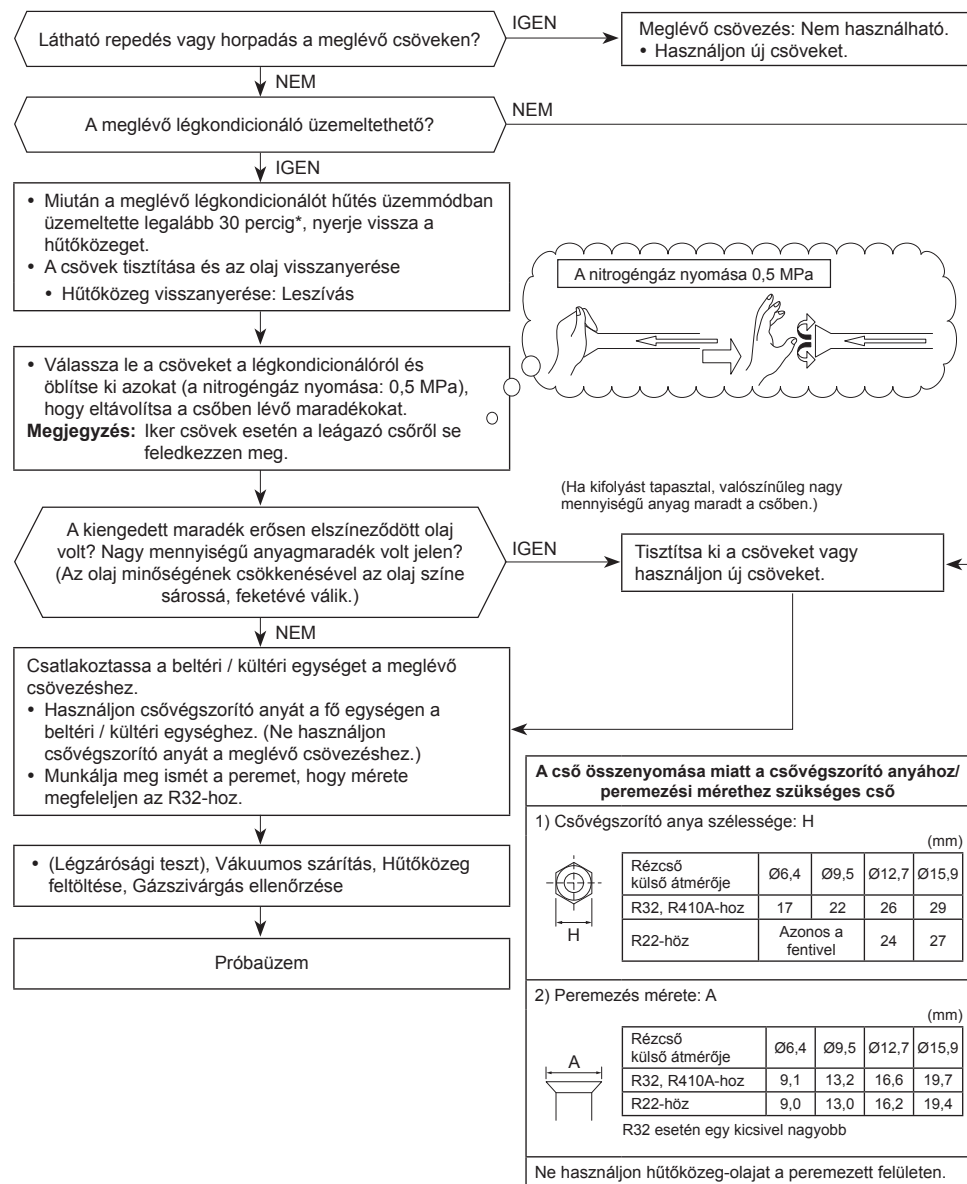 Látható repedés vagy horpadás a meglévő csöveken?
IGEN
Meglévő csövezés: Nem használható.
• Használjon új csöveket.
NEM
A meglévő légkondicionáló üzemeltethető?
NEM
IGEN
• Miután a meglévő légkondicionálót hűtés üzemmódban
üzemeltette legalább 30 percig*, nyerje vissza a
hűtőközeget.
• A csövek tisztítása és az olaj visszanyerése
• Hűtőközeg visszanyerése: Leszívás
A nitrogéngáz nyomása 0,5 MPa
• Válassza le a csöveket a légkondicionálóról és
öblítse ki azokat (a nitrogéngáz nyomása: 0,5 MPa),
hogy eltávolítsa a csőben lévő maradékokat.
Megjegyzés: Iker csövek esetén a leágazó csőről se
feledkezzen meg.
(Ha kifolyást tapasztal, valószínűleg nagy
mennyiségű anyag maradt a csőben.)
A kiengedett maradék erősen elszíneződött olaj
volt? Nagy mennyiségű anyagmaradék volt jelen?
(Az olaj minőségének csökkenésével az olaj színe
sárossá, feketévé válik.)
IGEN
Tisztítsa ki a csöveket vagy
használjon új csöveket.
NEM
Csatlakoztassa a beltéri / kültéri egységet a meglévő
csövezéshez.
• Használjon csővégszorító anyát a fő egységen a
beltéri / kültéri egységhez. (Ne használjon
csővégszorító anyát a meglévő csövezéshez.)
• Munkálja meg ismét a peremet, hogy mérete
megfeleljen az R32-hoz.
• (Légzárósági teszt), Vákuumos szárítás, Hűtőközeg
feltöltése, Gázszivárgás ellenőrzése
Próbaüzem
A cső összenyomása miatt a csővégszorító anyához/
peremezési mérethez szükséges cső
1) Csővégszorító anya szélessége: H
(mm)
H
Rézcső
külső átmérője Ø6,4 Ø9,5 Ø12,7 Ø15,9
R32, R410A-hoz 17 22 26 29
R22-höz Azonos a
fentivel 24 27
2) Peremezés mérete: A
(mm)
A
Rézcső
külső átmérője Ø6,4 Ø9,5 Ø12,7 Ø15,9
R32, R410A-hoz 9,1 13,2 16,6 19,7
R22-höz 9,0 13,0 16,2 19,4
R32 esetén egy kicsivel nagyobb
Ne használjon hűtőközeg-olajat a peremezett felületen.